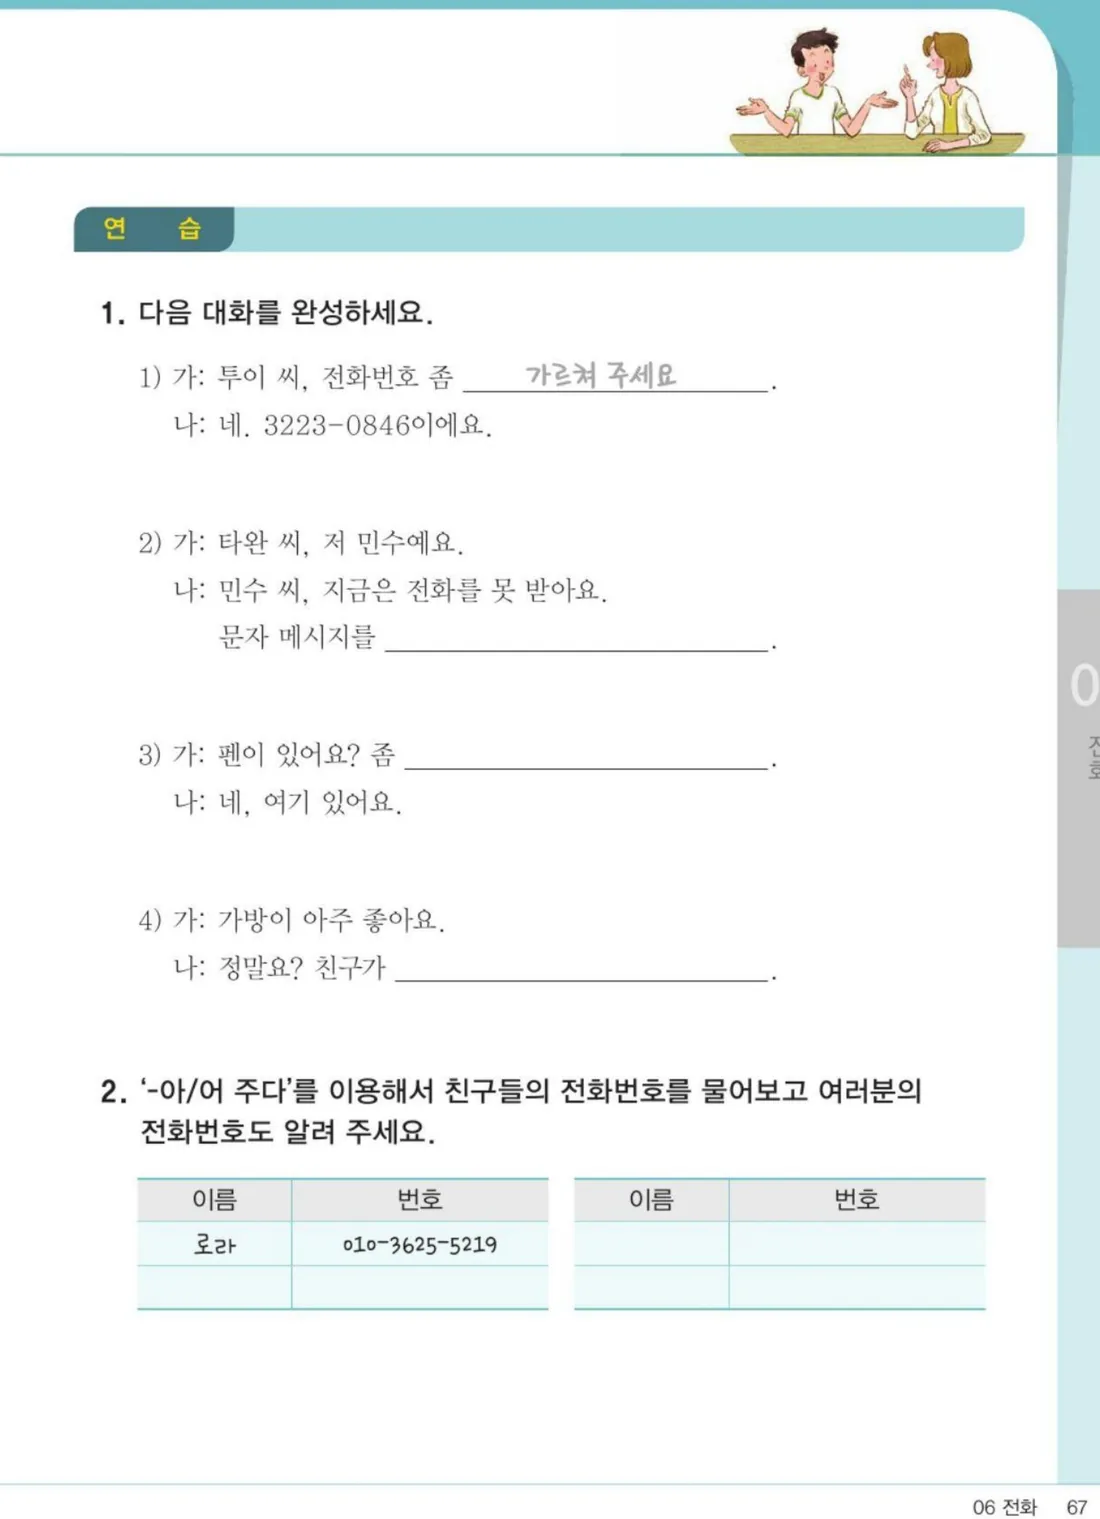 연 습
1. 다음 대화를 완성하세요.
1) 가: 투이 씨, 전화번호 좀 가르쳐 주세요.
나: 네. 3223-0846이에요.
2) 가: 타완 씨, 저 민수예요.
나: 민수 씨, 지금은 전화를 못 받아요.
문자 메시지를 ______.
3) 가: 펜이 있어요? 좀 ______.
나: 네, 여기 있어요.
4) 가: 가방이 아주 좋아요.
나: 정말요? 친구가 ______.
2. ‘-아/어 주다’를 이용해서 친구들의 전화번호를 물어보고 여러분의
전화번호도 알려 주세요.
이름 번호 이름 번호
로라 010-3625-5219
06 전화 67